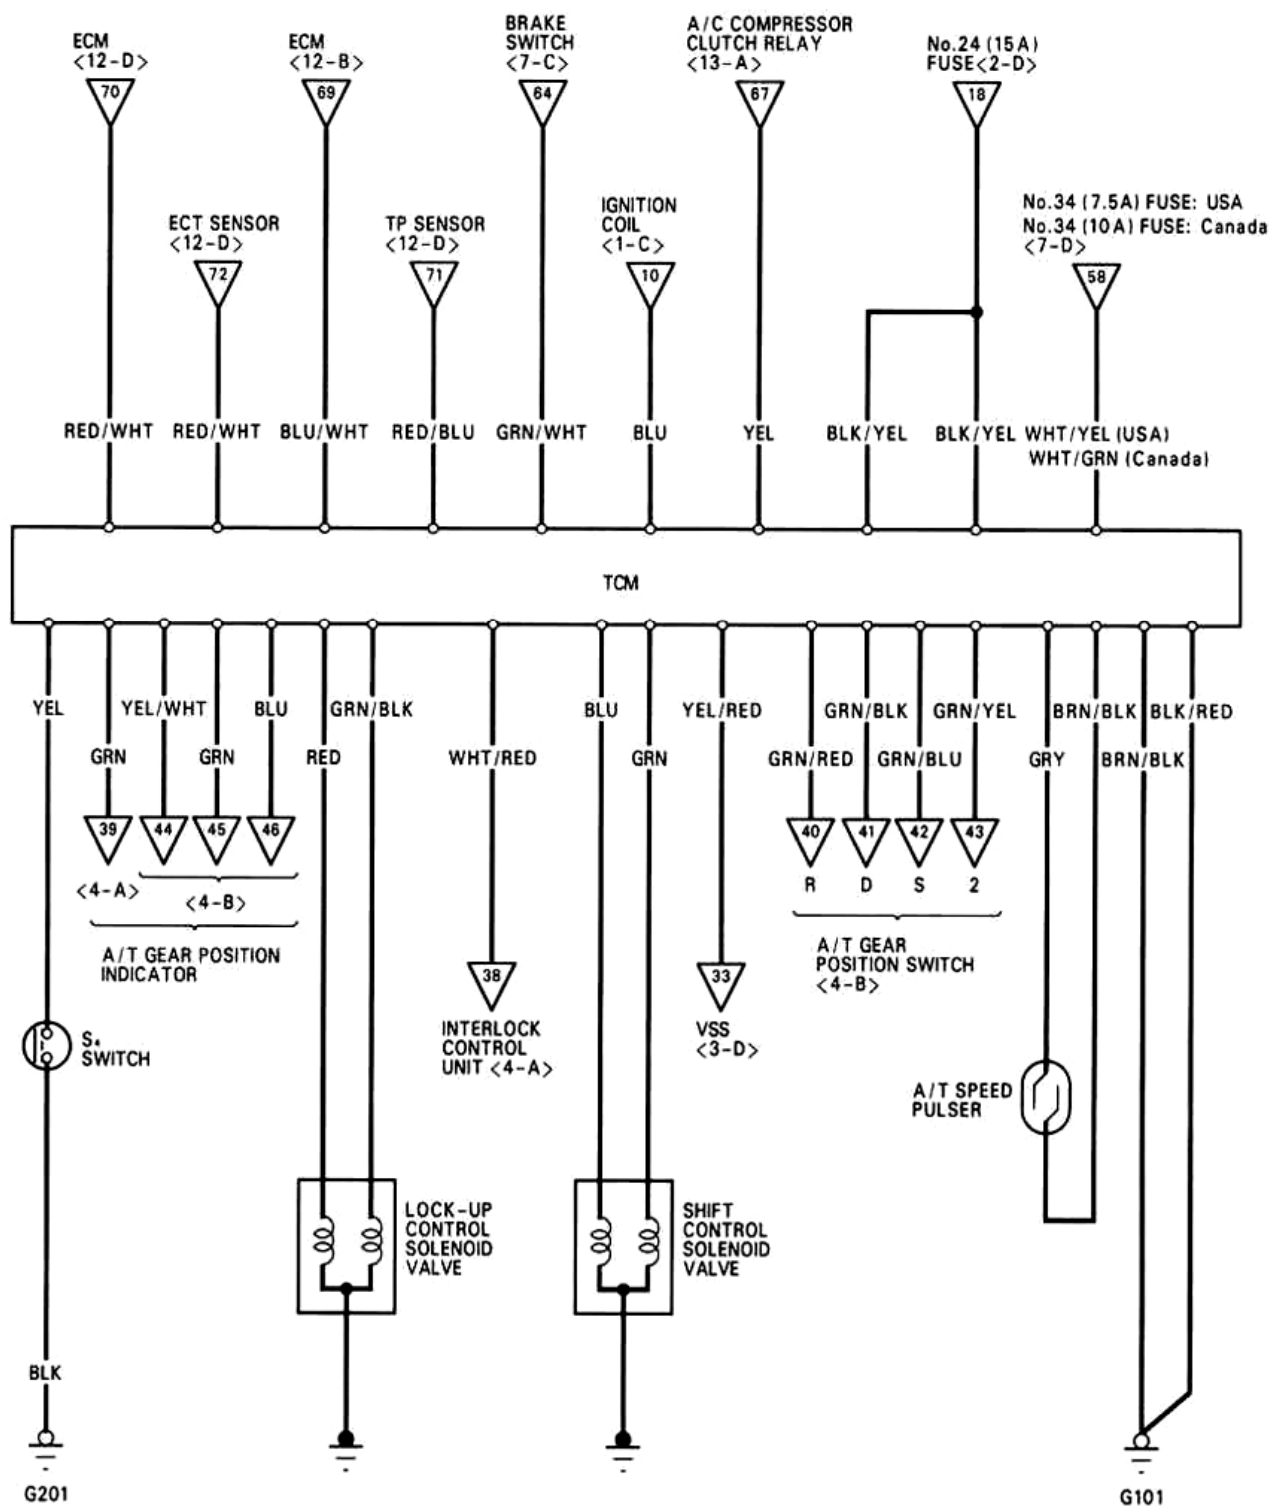 ECM
<12-D>
70
ECM
<12-B>
69
BRAKE
SWITCH
<7-C>
64
A/C COMPRESSOR
CLUTCH RELAY
<13-A>
67
No.24 (15A)
FUSE<2-D>
18
ECT SENSOR
<12-D>
72
TP SENSOR
<12-D>
71
IGNITION
COIL
<1-C>
10
No.34 (7.5A) FUSE: USA
No.34 (10A) FUSE: Canada
<7-D>
58
RED/WHT
RED/WHT
BLU/WHT
RED/BLU
GRN/WHT
BLU
YEL
BLK/YEL
BLK/YEL
WHT/YEL (USA)
WHT/GRN (Canada)
TCM
YEL
YEL/WHT
BLU
GRN/BLK
BLU
YEL/RED
GRN/BLK
GRN/YEL
BRN/BLK
BLK/RED
GRN
GRN
RED
WHT/RED
GRN
GRN/RED
GRN/BLU
GRY
BRN/BLK
39
44
45
46
40
41
42
43
R
D
S
2
<4-A>
<4-B>
A/T GEAR POSITION
INDICATOR
A/T GEAR
POSITION SWITCH
<4-B>
38
INTERLOCK
CONTROL
UNIT <4-A>
33
VSS
<3-D>
S₄
SWITCH
A/T SPEED
PULSER
LOCK-UP
CONTROL
SOLENOID
VALVE
SHIFT
CONTROL
SOLENOID
VALVE
BLK
G201
G101